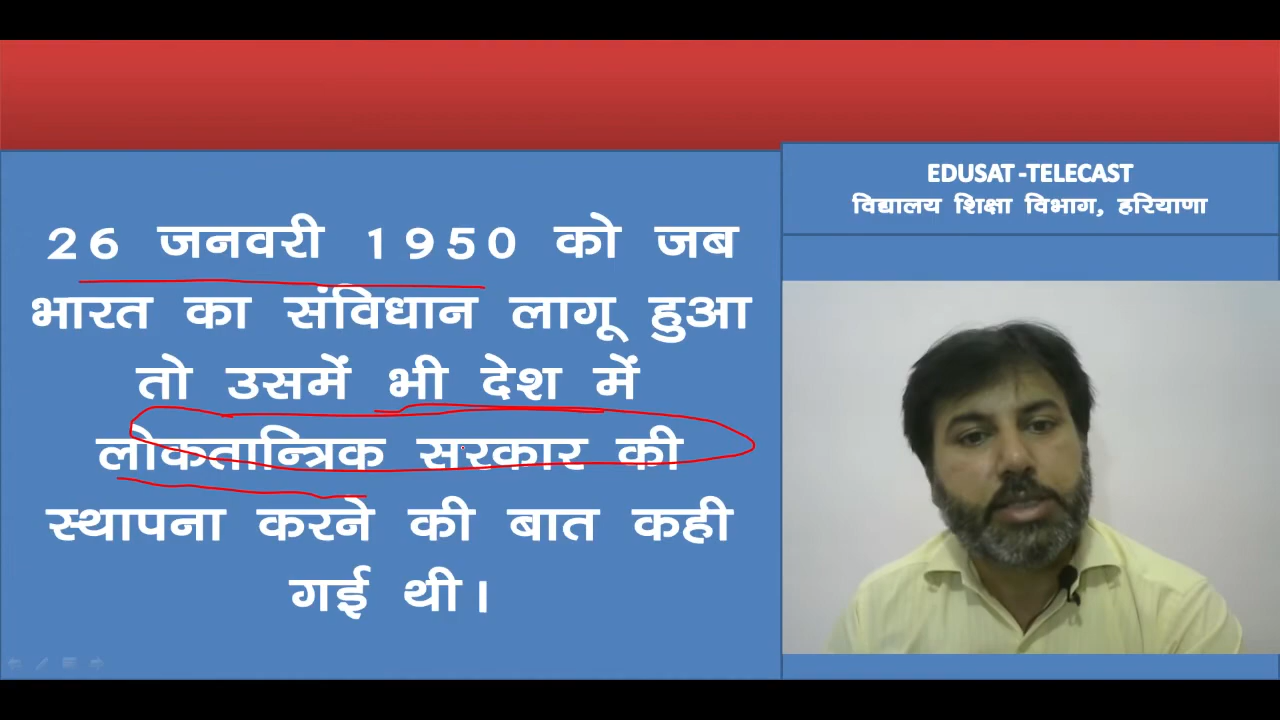 26 जनवरी 1950 को जब
भारत का संविधान लागू हुआ
तो उसमें भी देश में
लोकतान्त्रिक सरकार की
स्थापना करने की बात कही
गई थी।
EDUSAT-TELECAST
विद्यालय शिक्षा विभाग, हरियाणा